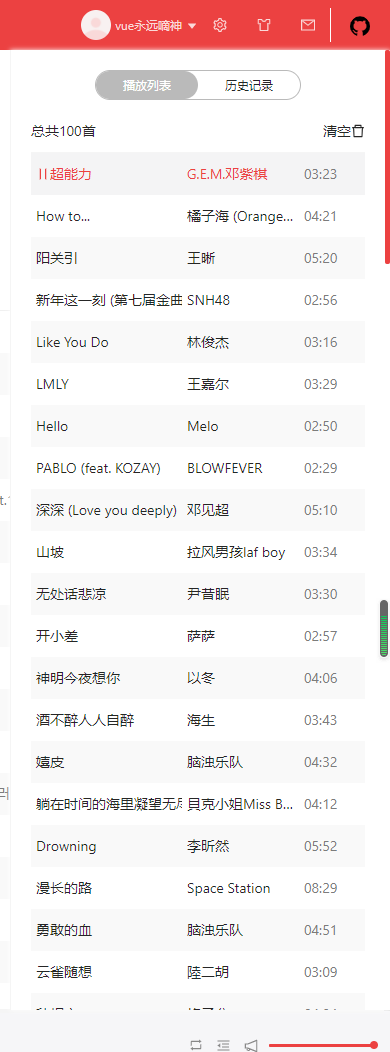 vue永远嘀神
播放列表 历史记录
总共100首 清空
超能力 G.E.M.邓紫棋 03:23
How to... 橘子海 (Orange... 04:21
阳关引 王晰 05:20
新年这一刻 (第七届金曲 SNH48 02:56
Like You Do 林俊杰 03:16
LMLY 王嘉尔 03:29
Hello Melo 02:50
PABLO (feat. KOZAY) BLOWFEVER 02:29
深深 (Love you deeply) 邓见超 05:10
山坡 拉风男孩laf boy 03:34
无处话悲凉 尹昔眠 03:30
开小差 萨萨 02:57
神明今夜想你 以冬 04:06
酒不醉人人自醉 海生 03:43
嬉皮 脑浊乐队 04:32
躺在时间的海里凝望无尽 貝克小姐Miss B... 04:12
Drowning 李昕然 05:52
漫长的路 Space Station 08:29
勇敢的血 脑浊乐队 04:51
云雀随想 陸二胡 03:09